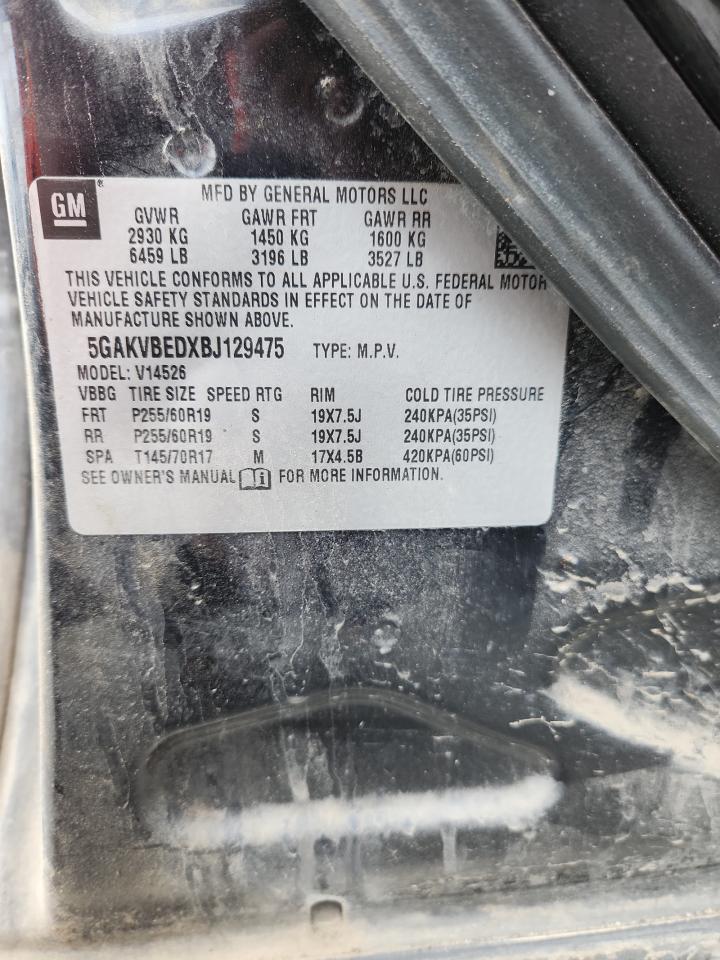 GM®
MFD BY GENERAL MOTORS LLC
GVWR GAWR FRT GAWR RR
2930 KG 1450 KG 1600 KG
6459 LB 3196 LB 3527 LB
THIS VEHICLE CONFORMS TO ALL APPLICABLE U.S. FEDERAL MOTOR
VEHICLE SAFETY STANDARDS IN EFFECT ON THE DATE OF
MANUFACTURE SHOWN ABOVE.
5GAKVBEDXBJ129475 TYPE: M.P.V.
MODEL: V14526
VBBG TIRE SIZE SPEED RTG RIM COLD TIRE PRESSURE
FRT P255/60R19 S 19X7.5J 240KPA(35PSI)
RR P255/60R19 S 19X7.5J 240KPA(35PSI)
SPA T145/70R17 M 17X4.5B 420KPA(60PSI)
SEE OWNER'S MANUAL FOR MORE INFORMATION.